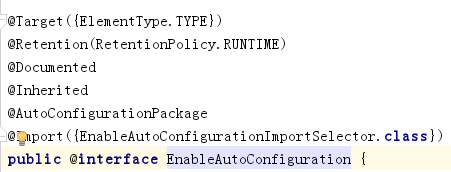 @Target({ElementType.TYPE})
@Retention(RetentionPolicy.RUNTIME)
@Documented
@Inherited
@AutoConfigurationPackage
@Import({EnableAutoConfigurationImportSelector.class})
public @interface EnableAutoConfiguration {